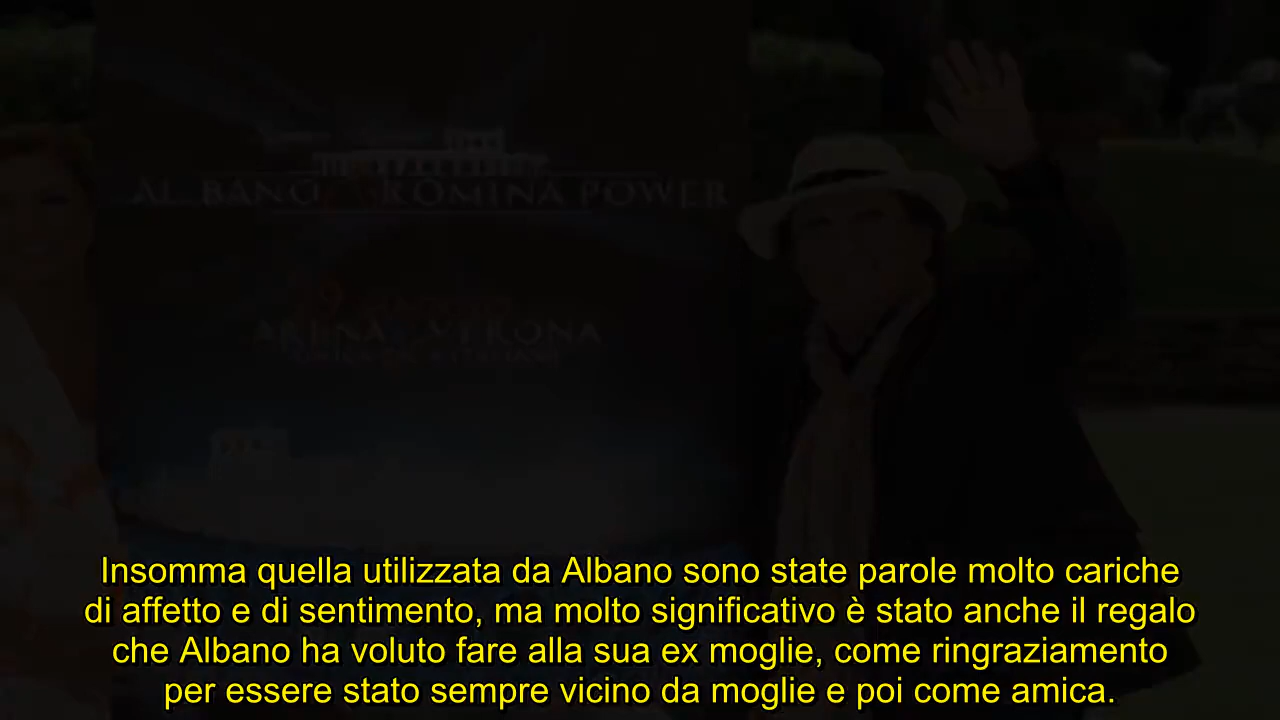 AL BANO & ROMINA POWER
ARENA di VERONA
Insomma quella utilizzata da Albano sono state parole molto cariche
di affetto e di sentimento, ma molto significativo è stato anche il regalo
che Albano ha voluto fare alla sua ex moglie, come ringraziamento
per essere stato sempre vicino da moglie e poi come amica.